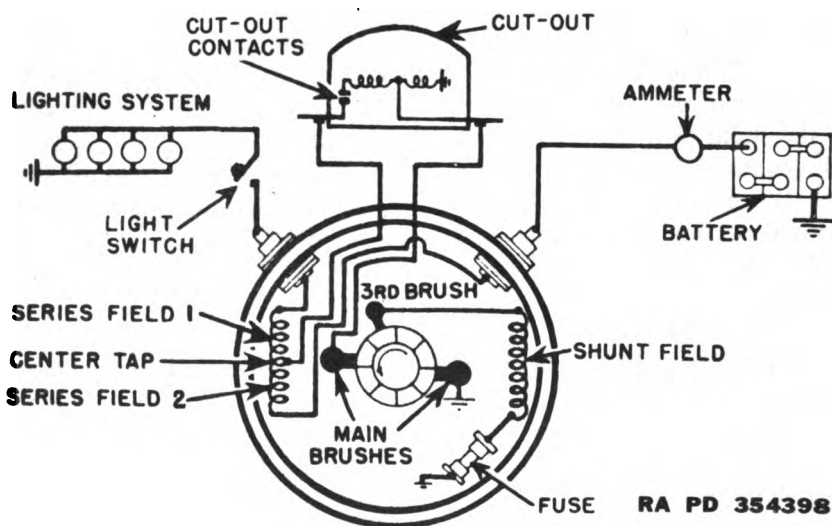 CUT-OUT
CONTACTS
CUT-OUT
LIGHTING SYSTEM
AMMETER
LIGHT
SWITCH
BATTERY
3RD BRUSH
SERIES FIELD 1
CENTER TAP
SERIES FIELD 2
SHUNT FIELD
MAIN
BRUSHES
FUSE
RA PD 354398